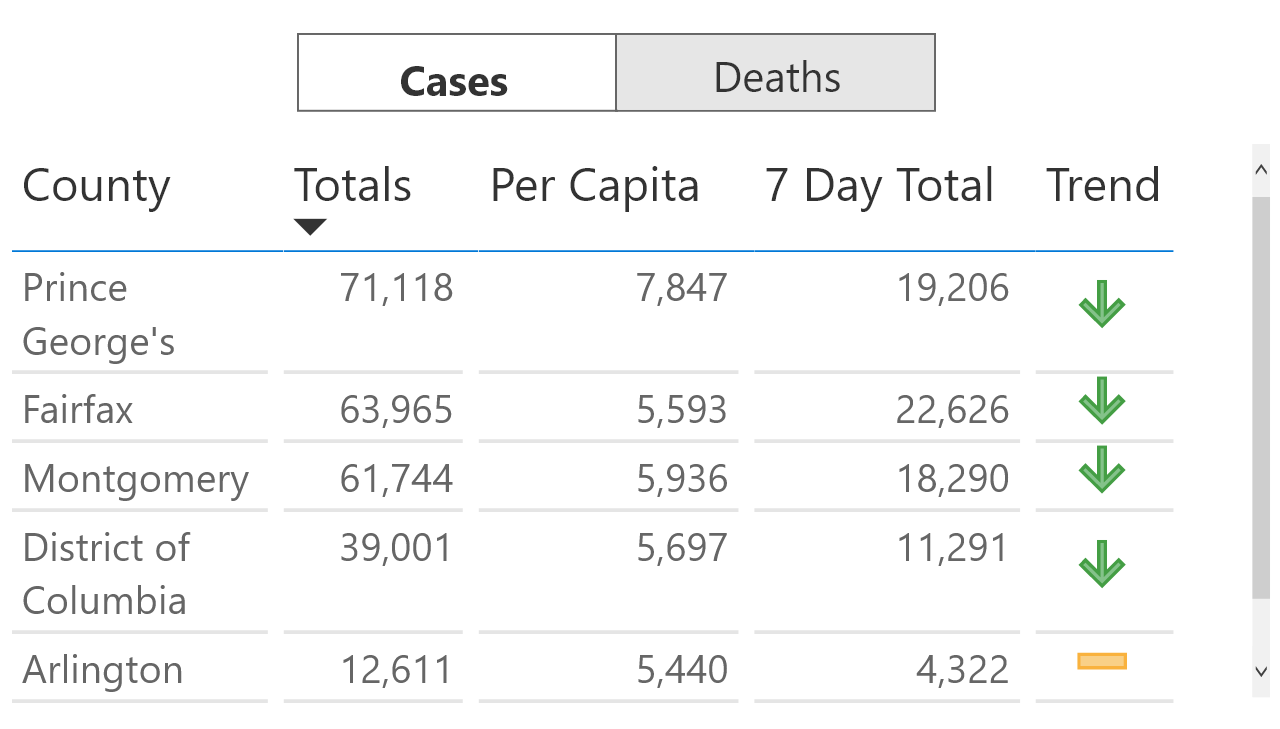 Cases Deaths
County Totals Per Capita 7 Day Total Trend
Prince 71,118 7,847 19,206
George's
Fairfax 63,965 5,593 22,626
Montgomery 61,744 5,936 18,290
District of 39,001 5,697 11,291
Columbia
Arlington 12,611 5,440 4,322